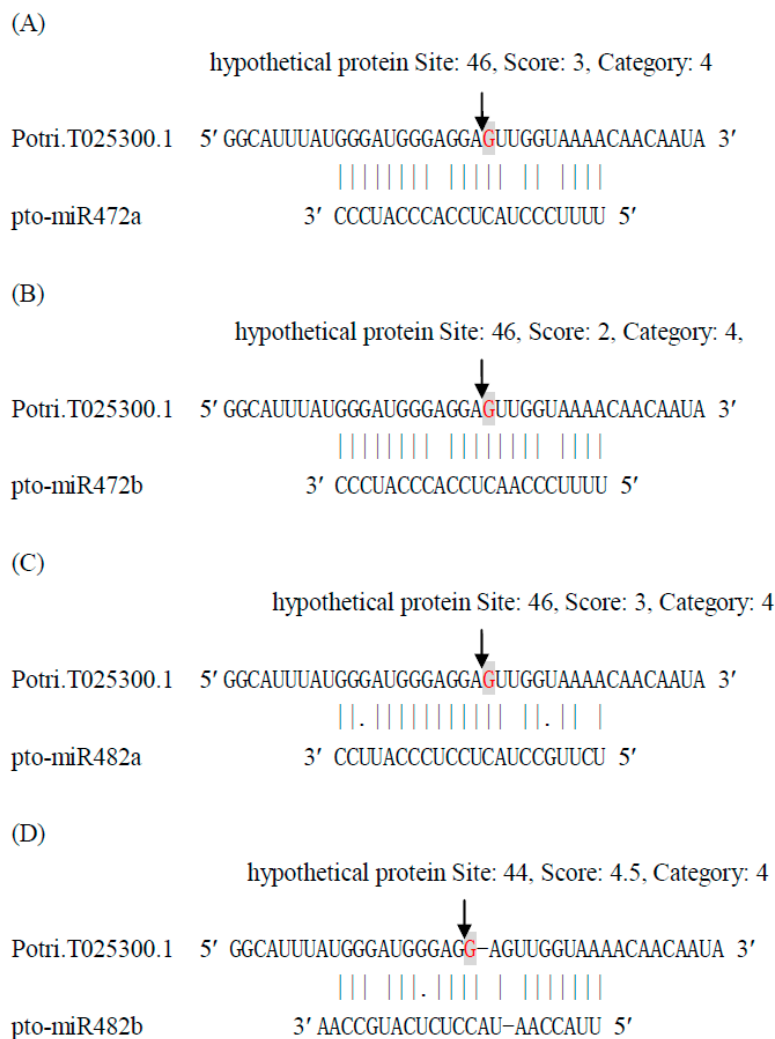 (A)
hypothetical protein Site: 46, Score: 3, Category: 4
Potri.T025300.1 5′ GGCAUUUAUGGGAUGGGAGGAGUUGGUAAAACAACAAUA 3′
|||||||| ||||| || ||||
pto-miR472a 3′ CCCUACCCACCUCAUCCCUUUU 5′
(B)
hypothetical protein Site: 46, Score: 2, Category: 4,
Potri.T025300.1 5′ GGCAUUUAUGGGAUGGGAGGAGUUGGUAAAACAACAAUA 3′
|||||||| |||||||| ||||
pto-miR472b 3′ CCCUACCCACCUCAACCCUUUU 5′
(C)
hypothetical protein Site: 46, Score: 3, Category: 4
Potri.T025300.1 5′ GGCAUUUAUGGGAUGGGAGGAGUUGGUAAAACAACAAUA 3′
||.||||||||||| ||.|| |
pto-miR482a 3′ CCUUACCCUCCUCAUCCGUUCU 5′
(D)
hypothetical protein Site: 44, Score: 4.5, Category: 4
Potri.T025300.1 5′ GGCAUUUAUGGGAUGGGAGG-AGUUGGUAAAACAACAAUA 3′
||| |||.|||| | |||||||
pto-miR482b 3′ AACCGUACUCUCCAU-AACCAUU 5′